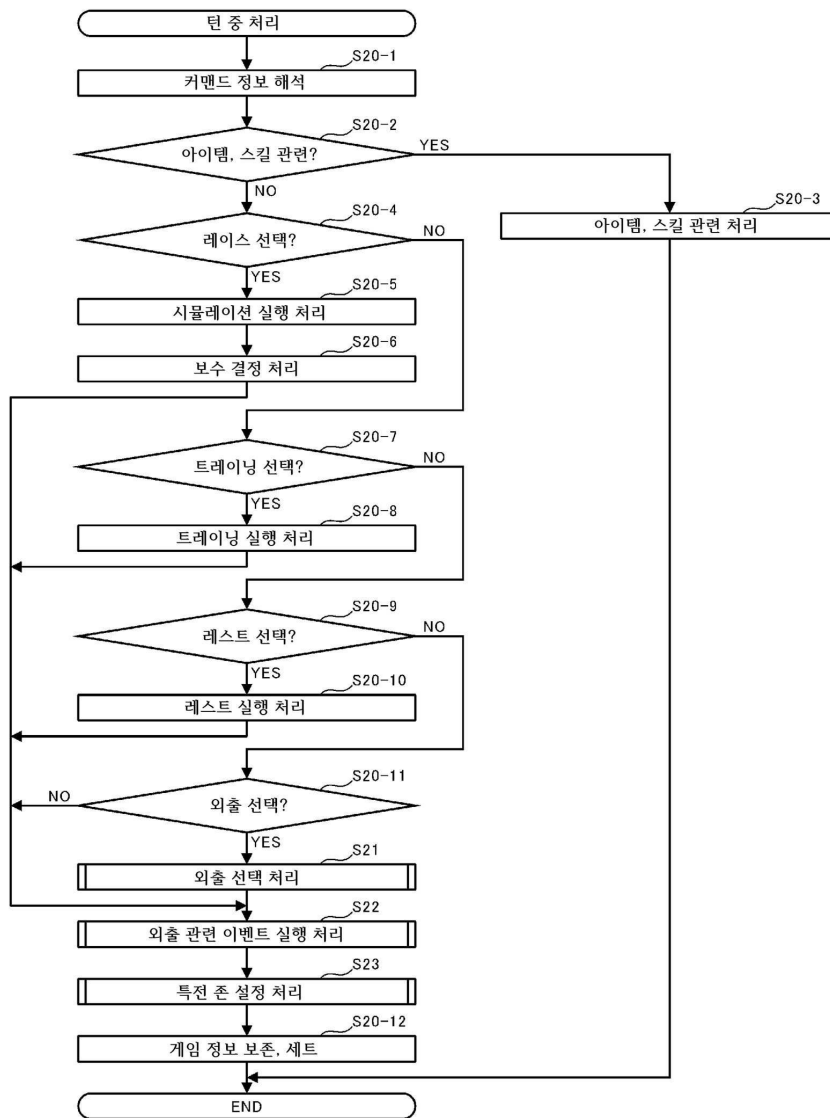 턴 중 처리
S20-1
커맨드 정보 해석
S20-2
아이템, 스킬 관련?
YES
NO
S20-3
아이템, 스킬 관련 처리
S20-4
레이스 선택?
NO
YES
S20-5
시뮬레이션 실행 처리
S20-6
보수 결정 처리
S20-7
트레이닝 선택?
NO
YES
S20-8
트레이닝 실행 처리
S20-9
레스트 선택?
NO
YES
S20-10
레스트 실행 처리
S20-11
NO
외출 선택?
YES
S21
외출 선택 처리
S22
외출 관련 이벤트 실행 처리
S23
특전 존 설정 처리
S20-12
게임 정보 보존, 세트
END